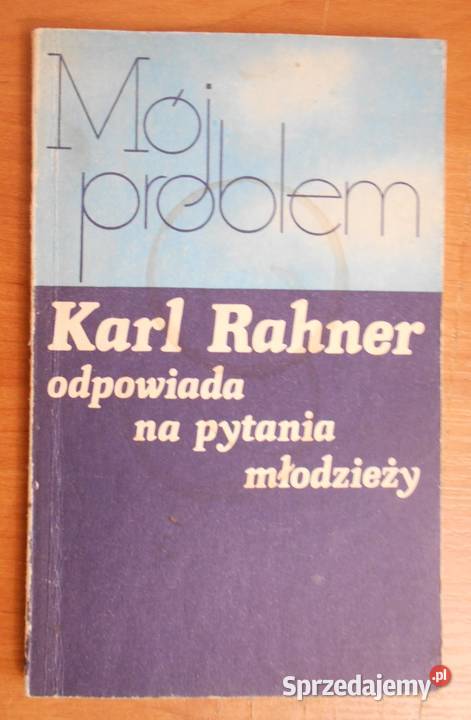 Mój
problem
Karl Rahner
odpowiada
na pytania
młodzieży
Sprzedajemy.pl